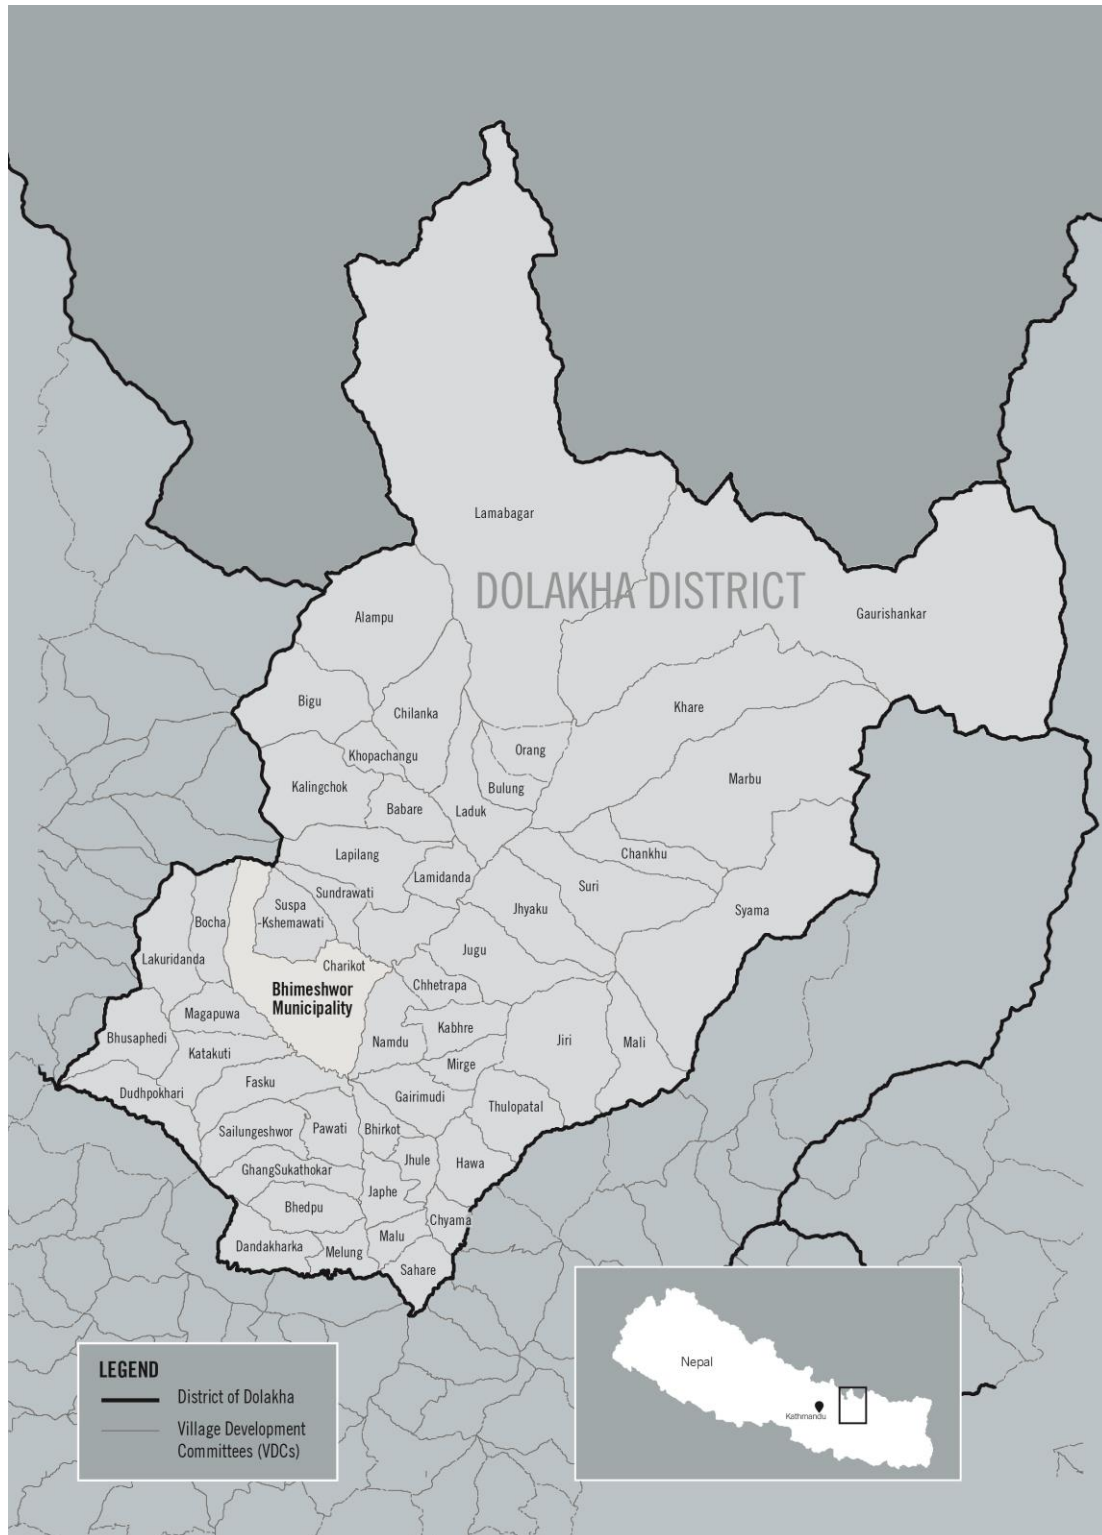 Lamabagar
DOLAKHA DISTRICT
Alampu
Gaurishankar
Bigu
Chilanka
Khare
Khopachangu
Orang
Kalingchok
Bulung
Marbu
Babare
Laduk
Lapilang
Chankhu
Lamidanda
Suri
Sundrawati
Suspa
-Kshemawati
Jhyaku
Syama
Bocha
Jugu
Lakuridanda
Charikot
Chhetrapa
Bhimeshwor
Municipality
Magapuwa
Kabhre
Bhusaphedi
Namdu
Jiri
Mali
Katakuti
Mirge
Fasku
Dudhpokhari
Gairimudi
Thulopatal
Sailungeshwor
Pawati
Bhirkot
Jhule
Hawa
GhangSukathokar
Japhe
Bhedpu
Chyama
Malu
Dandakharka
Melung
Sahare
LEGEND
District of Dolakha
Village Development
Committees (VDCs)
Nepal
Kathmandu